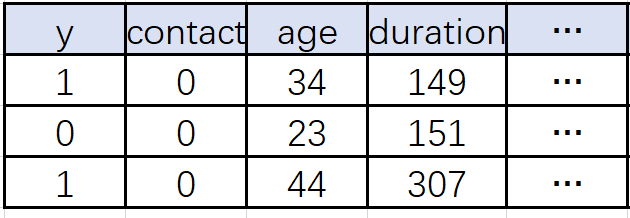 y contact age duration ...
1 0 34 149 ...
0 0 23 151 ...
1 0 44 307 ...